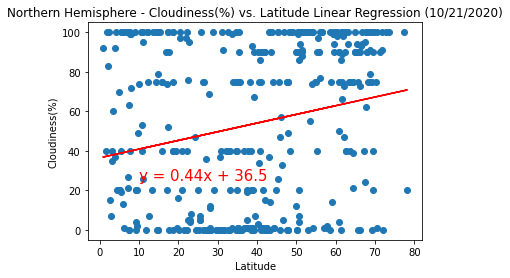 Northern Hemisphere - Cloudiness(%) vs. Latitude Linear Regression (10/21/2020)
100
80
60
40
20
0
Cloudiness(%)
y = 0.44x + 36.5
0 10 20 30 40 50 60 70 80
Latitude